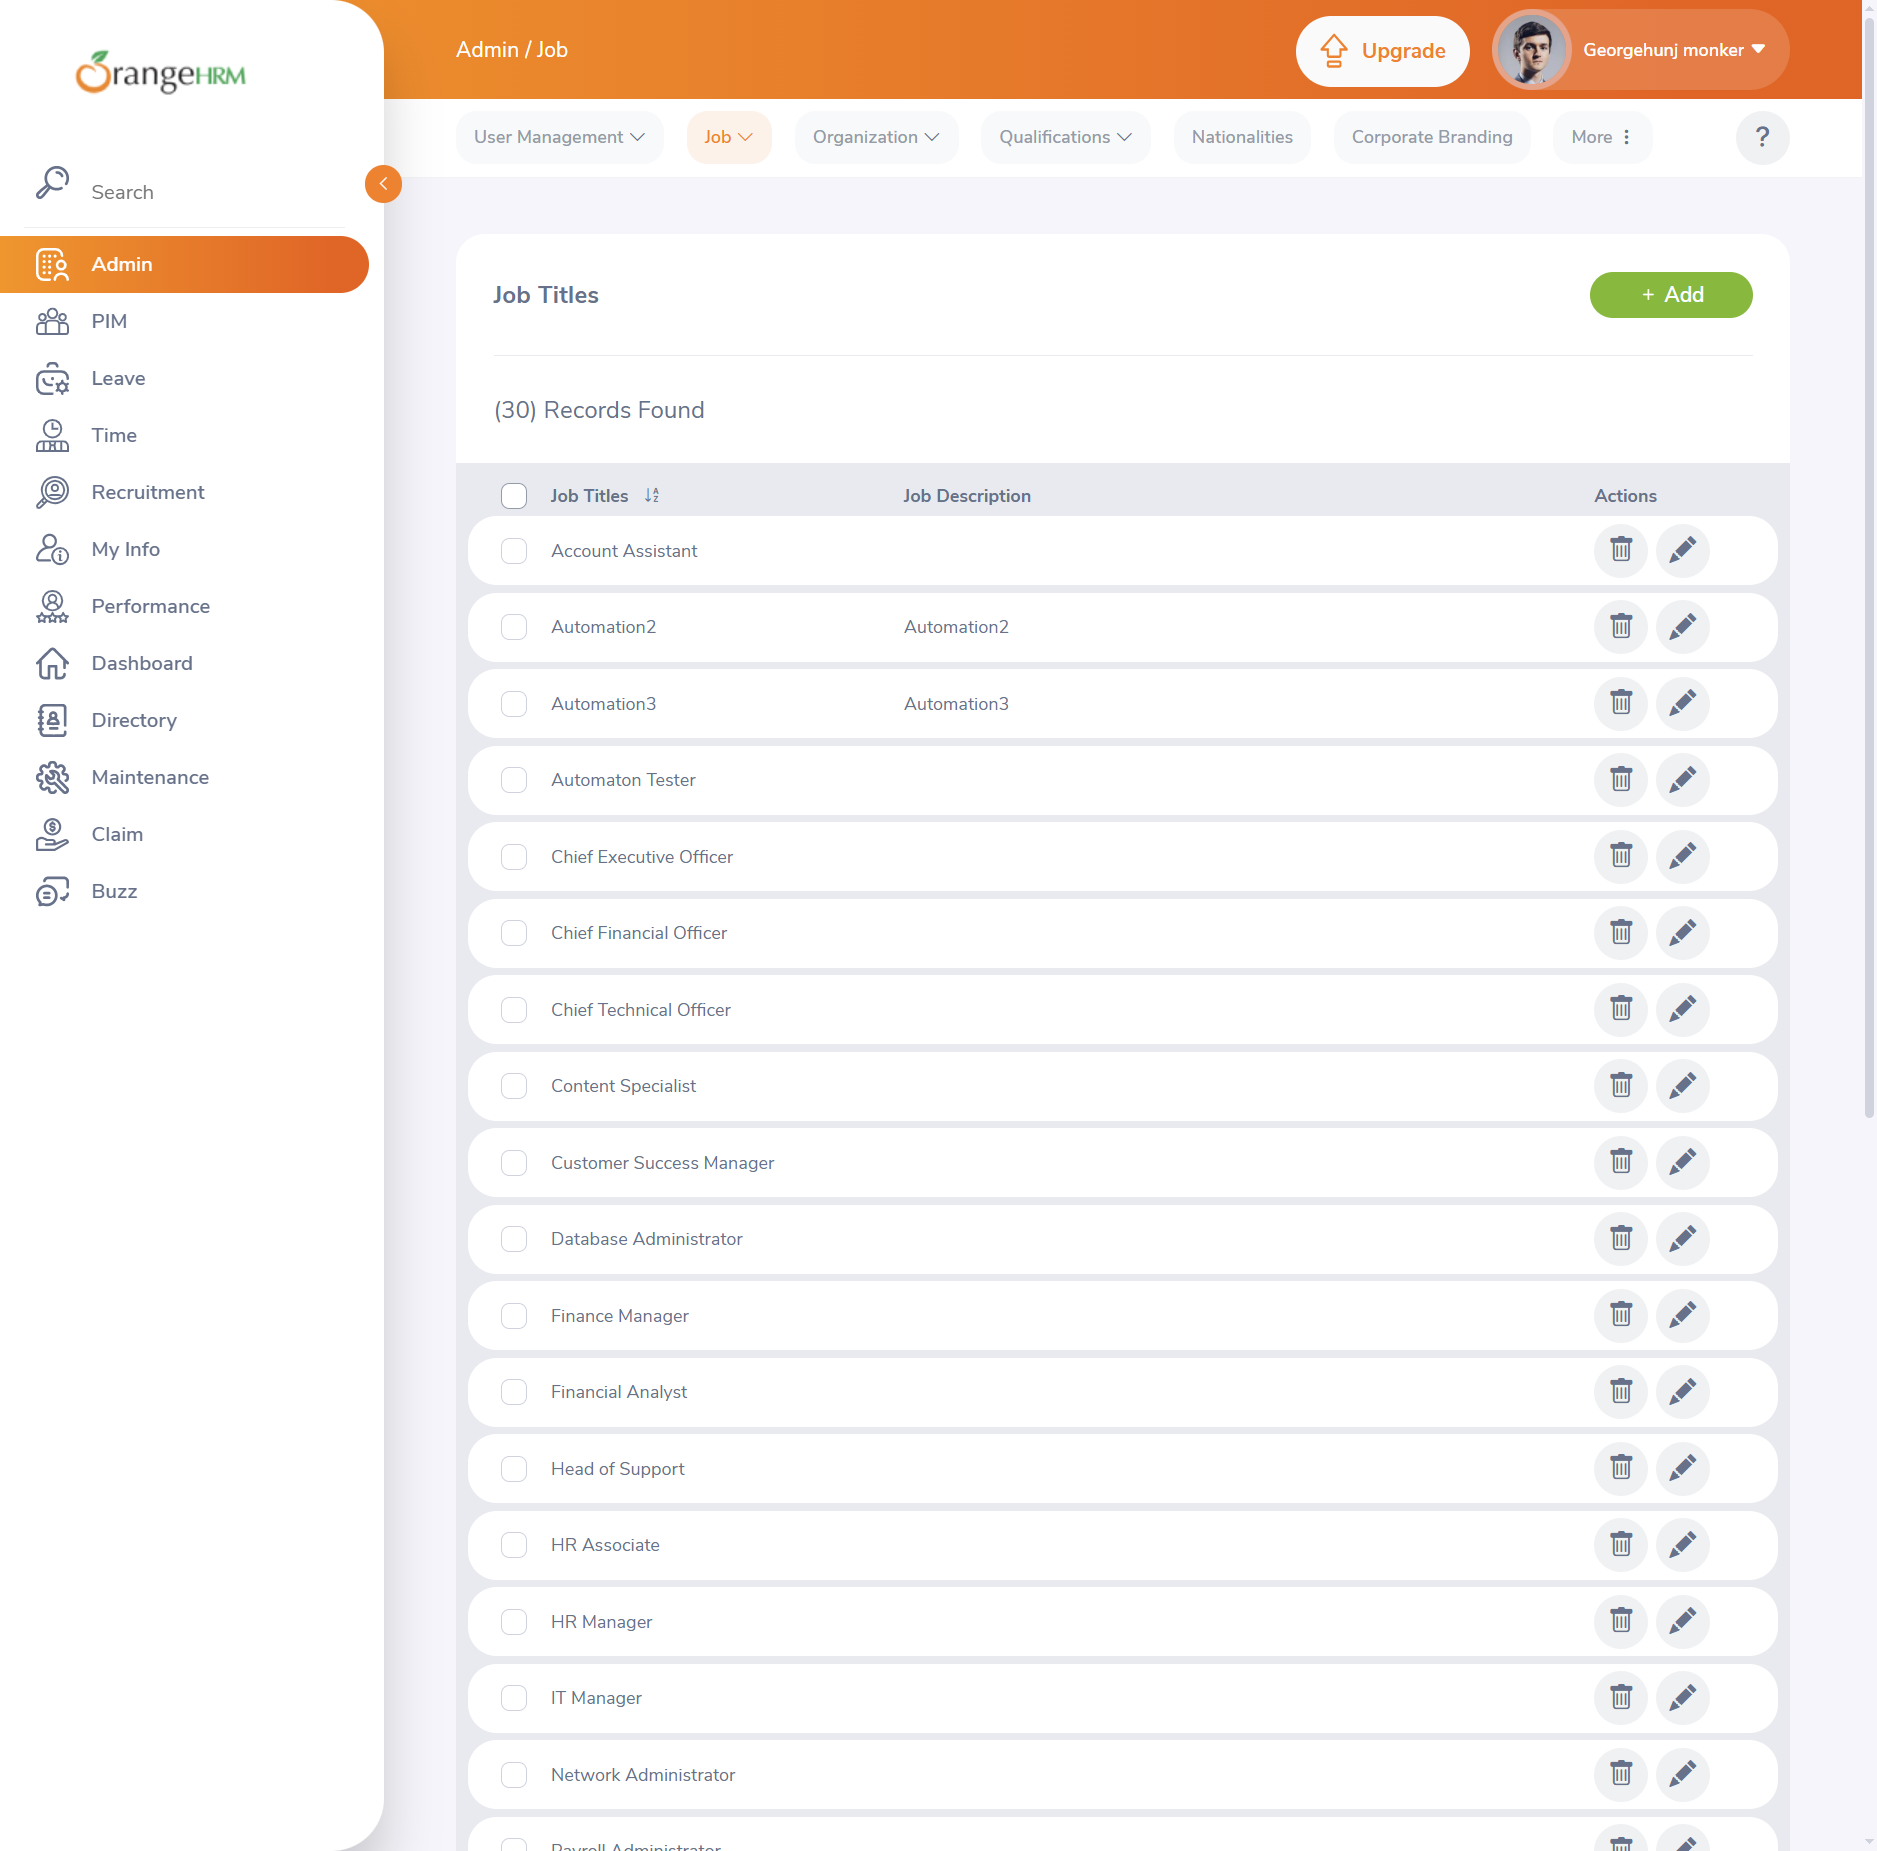 OrangeHRM
Search
Admin
PIM
Leave
Time
Recruitment
My Info
Performance
Dashboard
Directory
Maintenance
Claim
Buzz
Admin / Job
Upgrade
Georgehunj monker
User Management
Job
Organization
Qualifications
Nationalities
Corporate Branding
More
?
Job Titles
+ Add
(30) Records Found
Job Titles Job Description Actions
Account Assistant
Automation2 Automation2
Automation3 Automation3
Automaton Tester
Chief Executive Officer
Chief Financial Officer
Chief Technical Officer
Content Specialist
Customer Success Manager
Database Administrator
Finance Manager
Financial Analyst
Head of Support
HR Associate
HR Manager
IT Manager
Network Administrator
Payroll Administrator